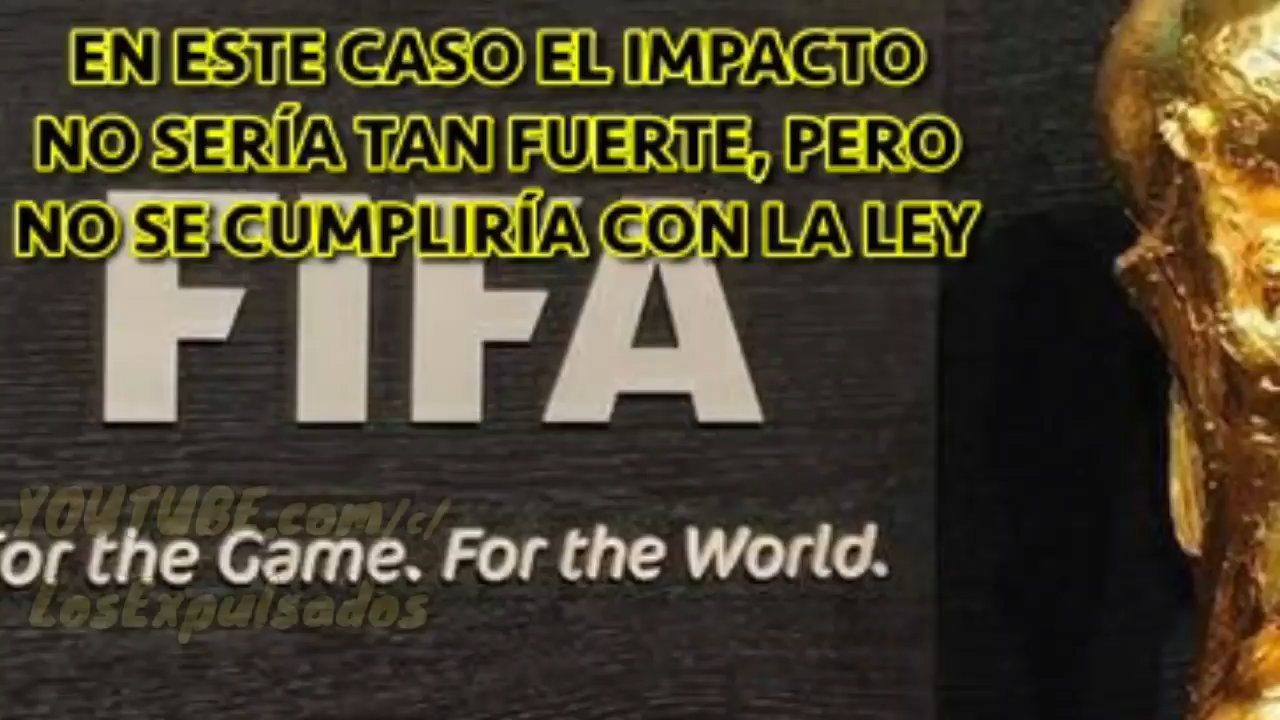 EN ESTE CASO EL IMPACTO
NO SERÍA TAN FUERTE, PERO
NO SE CUMPLIRÍA CON LA LEY
FIFA
YOUTUBE.com/c/
For the Game. For the World.
LosExpulsados